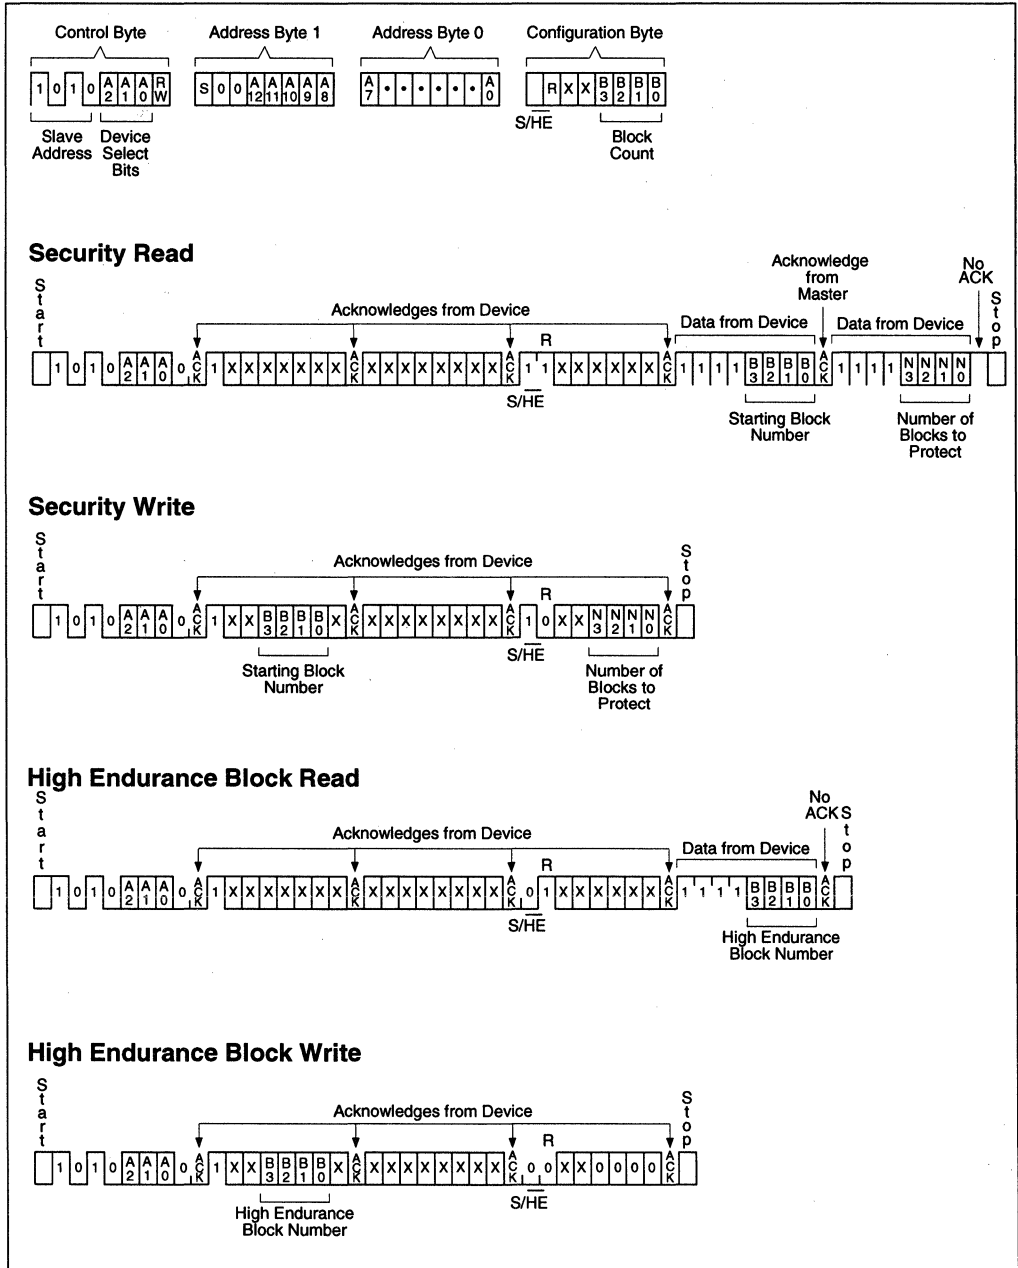 Control Byte Address Byte 1 Address Byte 0 Configuration Byte
1 0 1 0 A2 A1 A0 RW S 0 0 A12 A11 A10 A9 A8 A7 • • • • • • A0 R X X B3 B2 B1 B0
S/HE
Slave Address Device Select Bits Block Count
Security Read
Start Acknowledges from Device R Data from Device Acknowledge from Master Data from Device No ACK Stop
1 0 1 0 A2 A1 A0 0 ACK 1 X X X X X X X ACK X X X X X X X X ACK 1 1 X X X X X X ACK 1 1 1 1 B3 B2 B1 B0 ACK 1 1 1 1 N3 N2 N1 N0
S/HE
Starting Block Number Number of Blocks to Protect
Security Write
Start Acknowledges from Device R Stop
1 0 1 0 A2 A1 A0 0 ACK 1 X X B3 B2 B1 B0 X ACK X X X X X X X X ACK 1 0 X X N3 N2 N1 N0 ACK
S/HE
Starting Block Number Number of Blocks to Protect
High Endurance Block Read
Start Acknowledges from Device R Data from Device No ACK Stop
1 0 1 0 A2 A1 A0 0 ACK 1 X X X X X X X ACK X X X X X X X X ACK 0 1 X X X X X X ACK 1 1 1 1 B3 B2 B1 B0 ACK
S/HE
High Endurance Block Number
High Endurance Block Write
Start Acknowledges from Device R Stop
1 0 1 0 A2 A1 A0 0 ACK 1 X X B3 B2 B1 B0 X ACK X X X X X X X X ACK 0 0 X X 0 0 0 0 ACK
S/HE
High Endurance Block Number